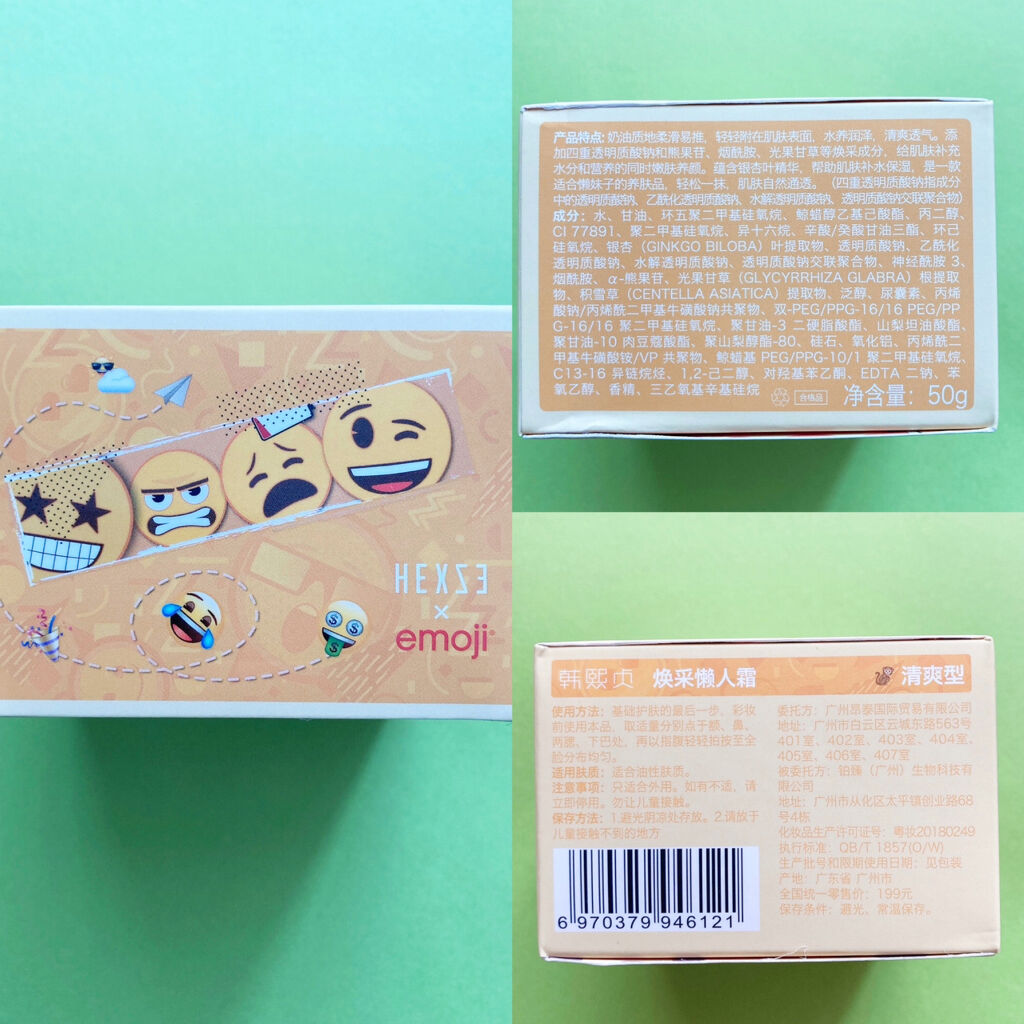 HEXZE
×
emoji
产品特点：奶油质地柔滑易推，轻轻附在肌肤表面，水养润泽，清爽透气。添
加四重透明质酸钠和熊果苷、烟酰胺、光果甘草等焕采成分，给肌肤补充
水分和营养的同时嫩肤养颜。蕴含银杏叶精华，帮助肌肤补水保湿，是一款
适合懒妹子的养肤品，轻松一抹，肌肤自然通透。（四重透明质酸钠指成分
中的透明质酸钠、乙酰化透明质酸钠、水解透明质酸钠、透明质酸钠交联聚合物）
成分：水、甘油、环五聚二甲基硅氧烷、鲸蜡醇乙基己酸酯、丙二醇、
CI 77891、聚二甲基硅氧烷、异十六烷、辛酸/癸酸甘油三酯、环己
硅氧烷、银杏（GINKGO BILOBA）叶提取物、透明质酸钠、乙酰化
透明质酸钠、水解透明质酸钠、透明质酸钠交联聚合物、神经酰胺 3、
烟酰胺、α-熊果苷、光果甘草（GLYCYRRHIZA GLABRA）根提取
物、积雪草（CENTELLA ASIATICA）提取物、泛醇、尿囊素、丙烯
酸钠/丙烯酰二甲基牛磺酸钠共聚物、双-PEG/PPG-16/16 PEG/PP
G-16/16 聚二甲基硅氧烷、聚甘油-3 二硬脂酸酯、山梨坦油酸酯、
聚甘油-10 肉豆蔻酸酯、聚山梨醇酯-80、硅石、氧化铝、丙烯酰二
甲基牛磺酸铵/VP 共聚物、鲸蜡基 PEG/PPG-10/1 聚二甲基硅氧烷、
C13-16 异链烷烃、1,2-己二醇、对羟基苯乙酮、EDTA 二钠、苯
氧乙醇、香精、三乙氧基辛基硅烷
合格品
净含量：50g
韩熙贞 焕采懒人霜
清爽型
使用方法：基础护肤的最后一步，彩妆
前使用本品，取适量分别点于额、鼻、
两腮、下巴处，再以指腹轻轻拍按至全
脸分布均匀。
适用肤质：适合油性肤质。
注意事项：只适合外用。如有不适，请
立即停用。勿让儿童接触。
保存方法：1.避光阴凉处存放。2.请放于
儿童接触不到的地方
6 970379 946121
委托方：广州昂泰国际贸易有限公司
地址：广州市白云区云城东路563号
401室、402室、403室、404室、
405室、406室、407室
被委托方：铂臻（广州）生物科技有
限公司
地址：广州市从化区太平镇创业路68
号4栋
化妆品生产许可证号：粤妆20180249
执行标准：QB/T 1857(O/W)
生产批号和限期使用日期：见包装
产地：广东省 广州市
全国统一零售价：199元
保存条件：避光、常温保存。